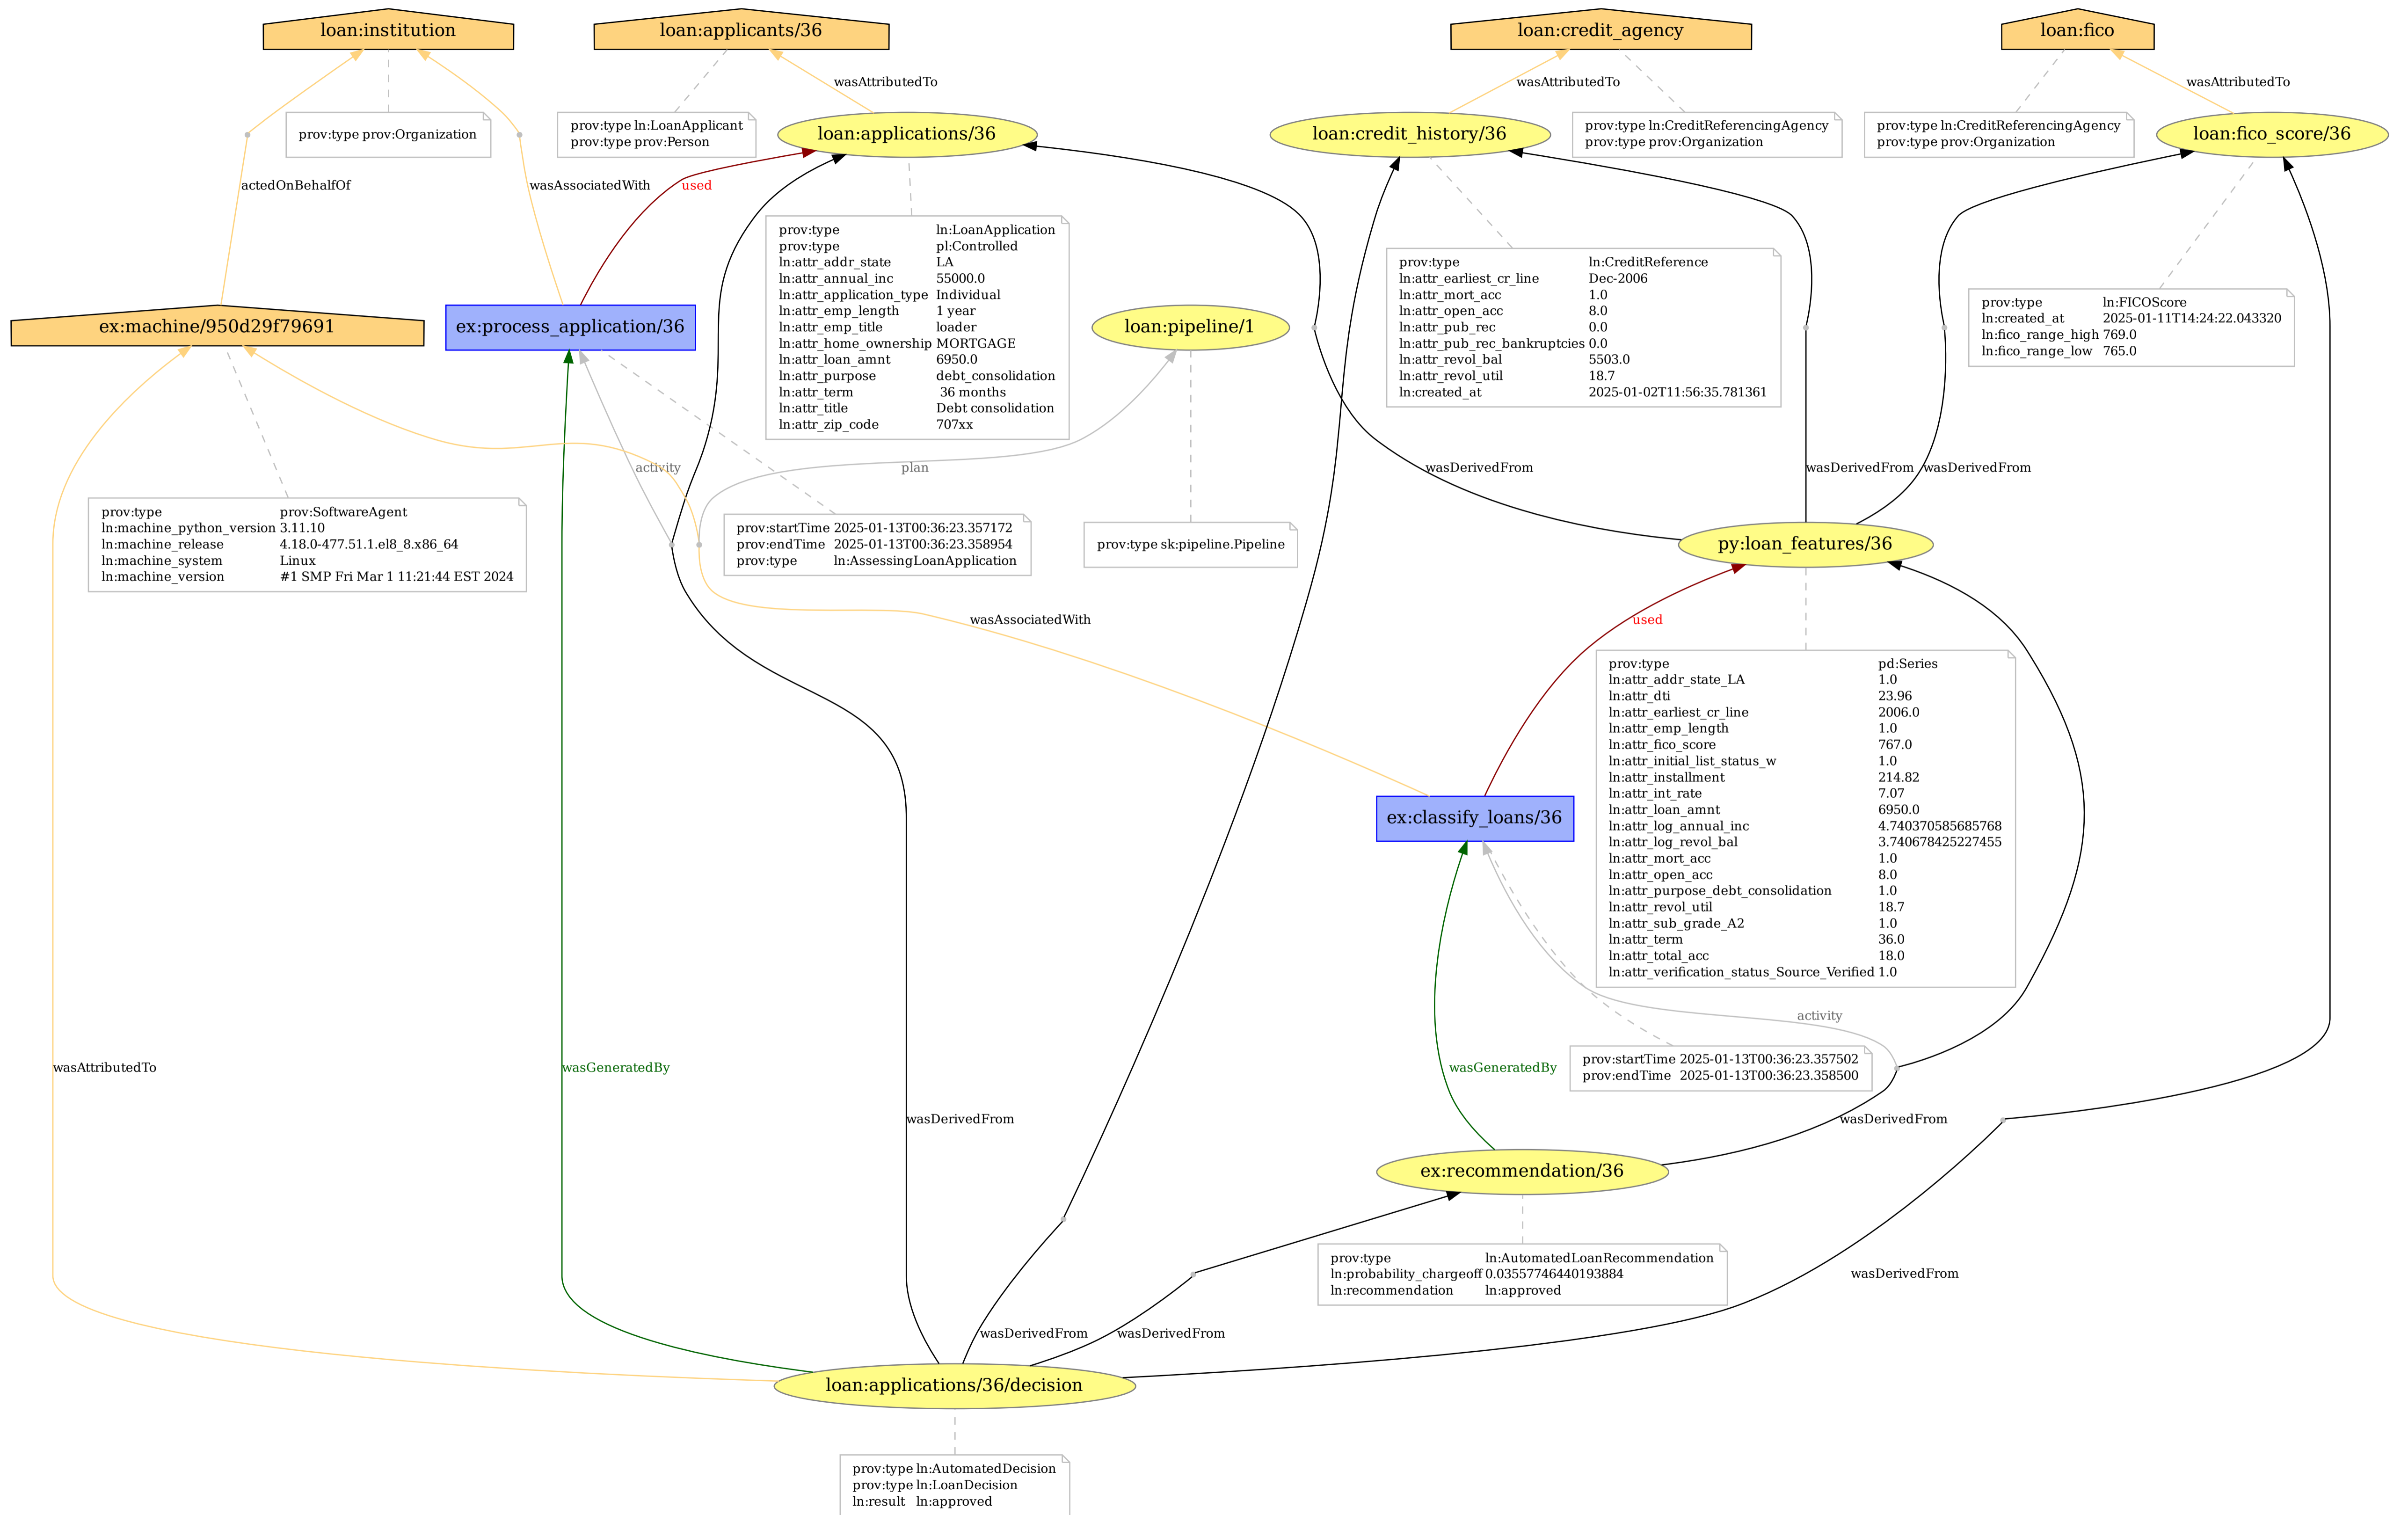 loan:institution
loan:applicants/36
loan:credit_agency
loan:fico
wasAttributedTo
wasAttributedTo
wasAttributedTo
prov:type prov:Organization
prov:type ln:LoanApplicant
prov:type prov:Person
loan:applications/36
loan:credit_history/36
prov:type ln:CreditReferencingAgency
prov:type prov:Organization
prov:type ln:CreditReferencingAgency
prov:type prov:Organization
loan:fico_score/36
actedOnBehalfOf
wasAssociatedWith
used
prov:type ln:LoanApplication
prov:type pl:Controlled
ln:attr_addr_state LA
ln:attr_annual_inc 55000.0
ln:attr_application_type Individual
ln:attr_emp_length 1 year
ln:attr_emp_title loader
ln:attr_home_ownership MORTGAGE
ln:attr_loan_amnt 6950.0
ln:attr_purpose debt_consolidation
ln:attr_term 36 months
ln:attr_title Debt consolidation
ln:attr_zip_code 707xx
prov:type ln:CreditReference
ln:attr_earliest_cr_line Dec-2006
ln:attr_mort_acc 1.0
ln:attr_open_acc 8.0
ln:attr_pub_rec 0.0
ln:attr_pub_rec_bankruptcies 0.0
ln:attr_revol_bal 5503.0
ln:attr_revol_util 18.7
ln:created_at 2025-01-02T11:56:35.781361
prov:type ln:FICOScore
ln:created_at 2025-01-11T14:24:22.043320
ln:fico_range_high 769.0
ln:fico_range_low 765.0
ex:machine/950d29f79691
ex:process_application/36
loan:pipeline/1
activity
plan
wasDerivedFrom
wasDerivedFrom
wasDerivedFrom
prov:type prov:SoftwareAgent
ln:machine_python_version 3.11.10
ln:machine_release 4.18.0-477.51.1.el8_8.x86_64
ln:machine_system Linux
ln:machine_version #1 SMP Fri Mar 1 11:21:44 EST 2024
prov:startTime 2025-01-13T00:36:23.357172
prov:endTime 2025-01-13T00:36:23.358954
prov:type ln:AssessingLoanApplication
prov:type sk:pipeline.Pipeline
py:loan_features/36
wasAssociatedWith
used
prov:type pd:Series
ln:attr_addr_state_LA 1.0
ln:attr_dti 23.96
ln:attr_earliest_cr_line 2006.0
ln:attr_emp_length 1.0
ln:attr_fico_score 767.0
ln:attr_initial_list_status_w 1.0
ln:attr_installment 214.82
ln:attr_int_rate 7.07
ln:attr_loan_amnt 6950.0
ln:attr_log_annual_inc 4.740370585685768
ln:attr_log_revol_bal 3.740678425227455
ln:attr_mort_acc 1.0
ln:attr_open_acc 8.0
ln:attr_purpose_debt_consolidation 1.0
ln:attr_revol_util 18.7
ln:attr_sub_grade_A2 1.0
ln:attr_term 36.0
ln:attr_total_acc 18.0
ln:attr_verification_status_Source_Verified 1.0
ex:classify_loans/36
activity
prov:startTime 2025-01-13T00:36:23.357502
prov:endTime 2025-01-13T00:36:23.358500
wasAttributedTo
wasGeneratedBy
wasGeneratedBy
wasDerivedFrom
wasDerivedFrom
ex:recommendation/36
prov:type ln:AutomatedLoanRecommendation
ln:probability_chargeoff 0.03557746440193884
ln:recommendation ln:approved
wasDerivedFrom
wasDerivedFrom
wasDerivedFrom
loan:applications/36/decision
prov:type ln:AutomatedDecision
prov:type ln:LoanDecision
ln:result ln:approved